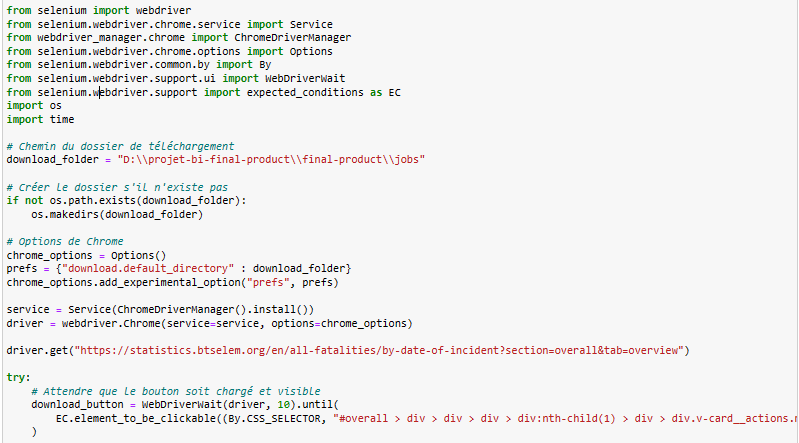 from selenium import webdriver
from selenium.webdriver.chrome.service import Service
from webdriver_manager.chrome import ChromeDriverManager
from selenium.webdriver.chrome.options import Options
from selenium.webdriver.common.by import By
from selenium.webdriver.support.ui import WebDriverWait
from selenium.webdriver.support import expected_conditions as EC
import os
import time

# Chemin du dossier de téléchargement
download_folder = "D:\\projet-bi-final-product\\final-product\\jobs"

# Créer le dossier s'il n'existe pas
if not os.path.exists(download_folder):
    os.makedirs(download_folder)

# Options de Chrome
chrome_options = Options()
prefs = {"download.default_directory" : download_folder}
chrome_options.add_experimental_option("prefs", prefs)

service = Service(ChromeDriverManager().install())
driver = webdriver.Chrome(service=service, options=chrome_options)

driver.get("https://statistics.btselem.org/en/all-fatalities/by-date-of-incident?section=overall&tab=overview")

try:
    # Attendre que le bouton soit chargé et visible
    download_button = WebDriverWait(driver, 10).until(
        EC.element_to_be_clickable((By.CSS_SELECTOR, "#overall > div > div > div > div:nth-child(1) > div > div.v-card__actions.
    )